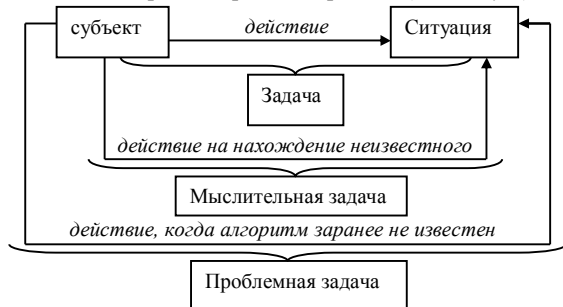 субъект
действие
Ситуация
Задача
действие на нахождение неизвестного
Мыслительная задача
действие, когда алгоритм заранее не известен
Проблемная задача